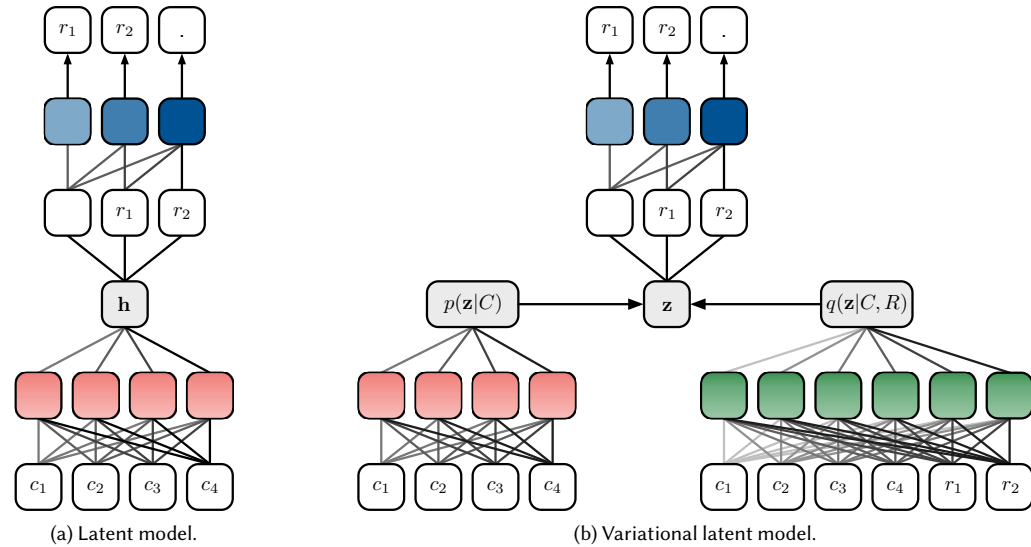 r1 r2 .
r1 r2
h
c1 c2 c3 c4
(a) Latent model.
r1 r2 .
r1 r2
p(z|C) z q(z|C, R)
c1 c2 c3 c4 c1 c2 c3 c4 r1 r2
(b) Variational latent model.